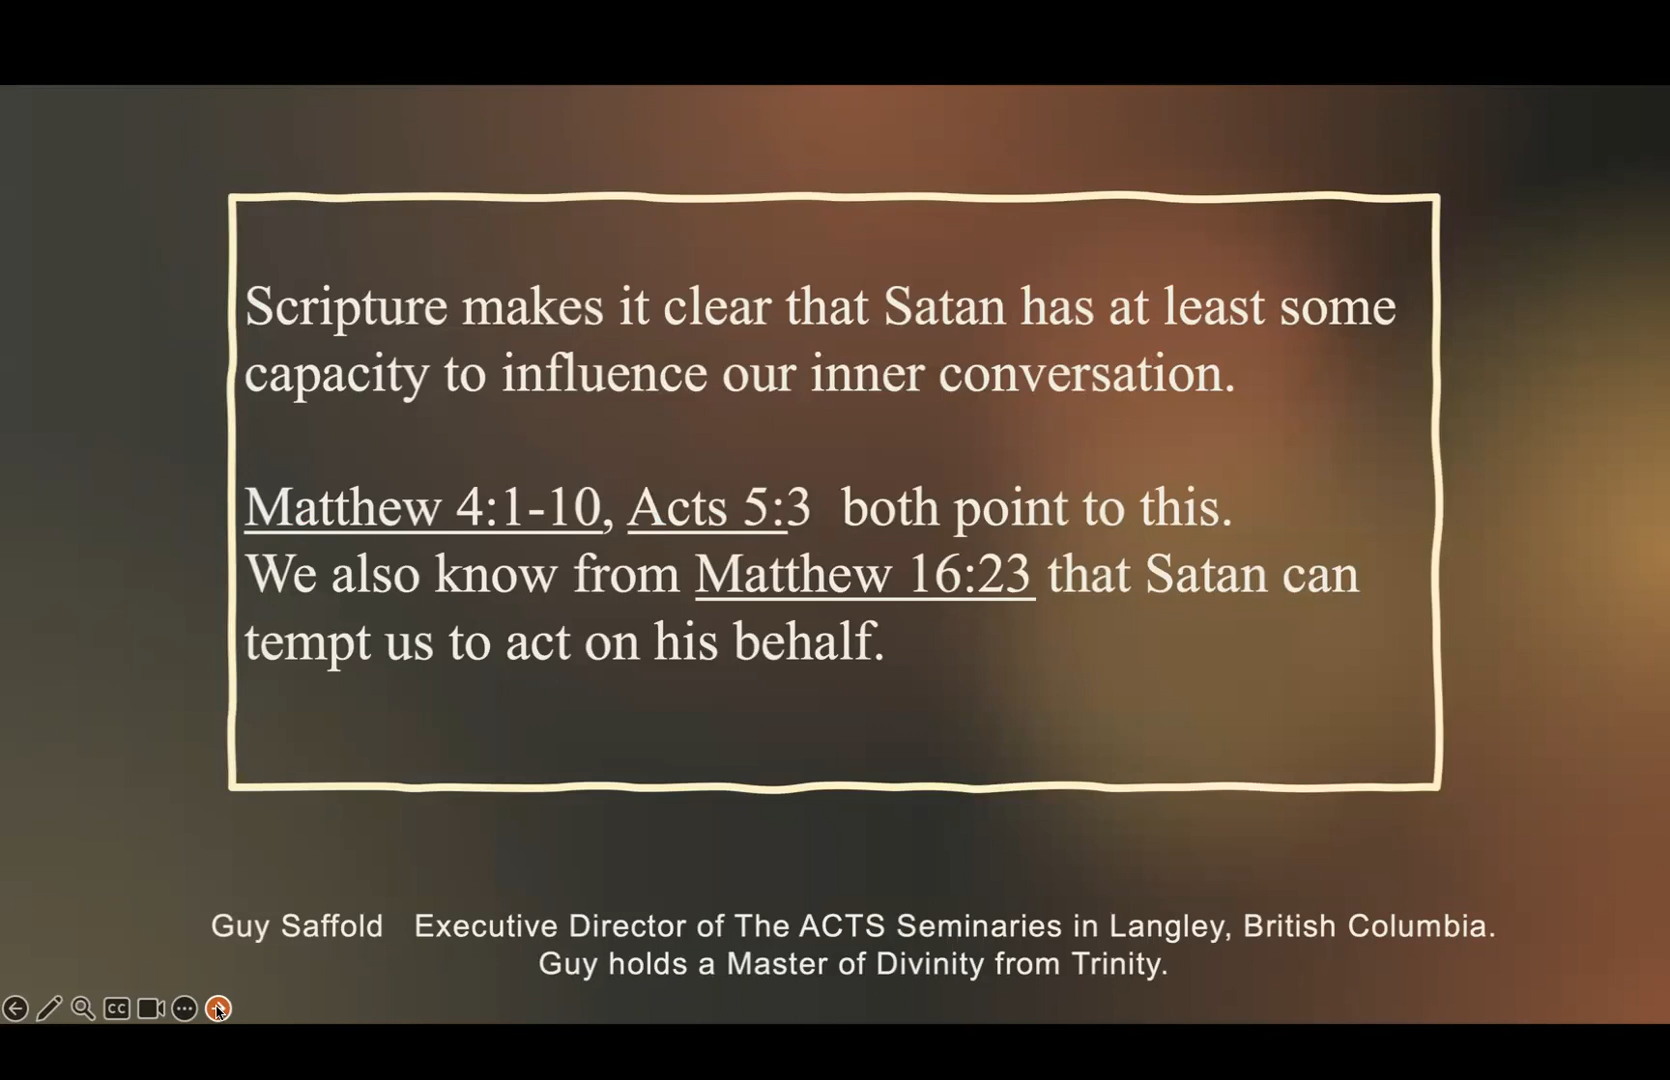 Scripture makes it clear that Satan has at least some
capacity to influence our inner conversation.
Matthew 4:1-10, Acts 5:3  both point to this.
We also know from Matthew 16:23 that Satan can
tempt us to act on his behalf.
Guy Saffold   Executive Director of The ACTS Seminaries in Langley, British Columbia.
Guy holds a Master of Divinity from Trinity.
CC